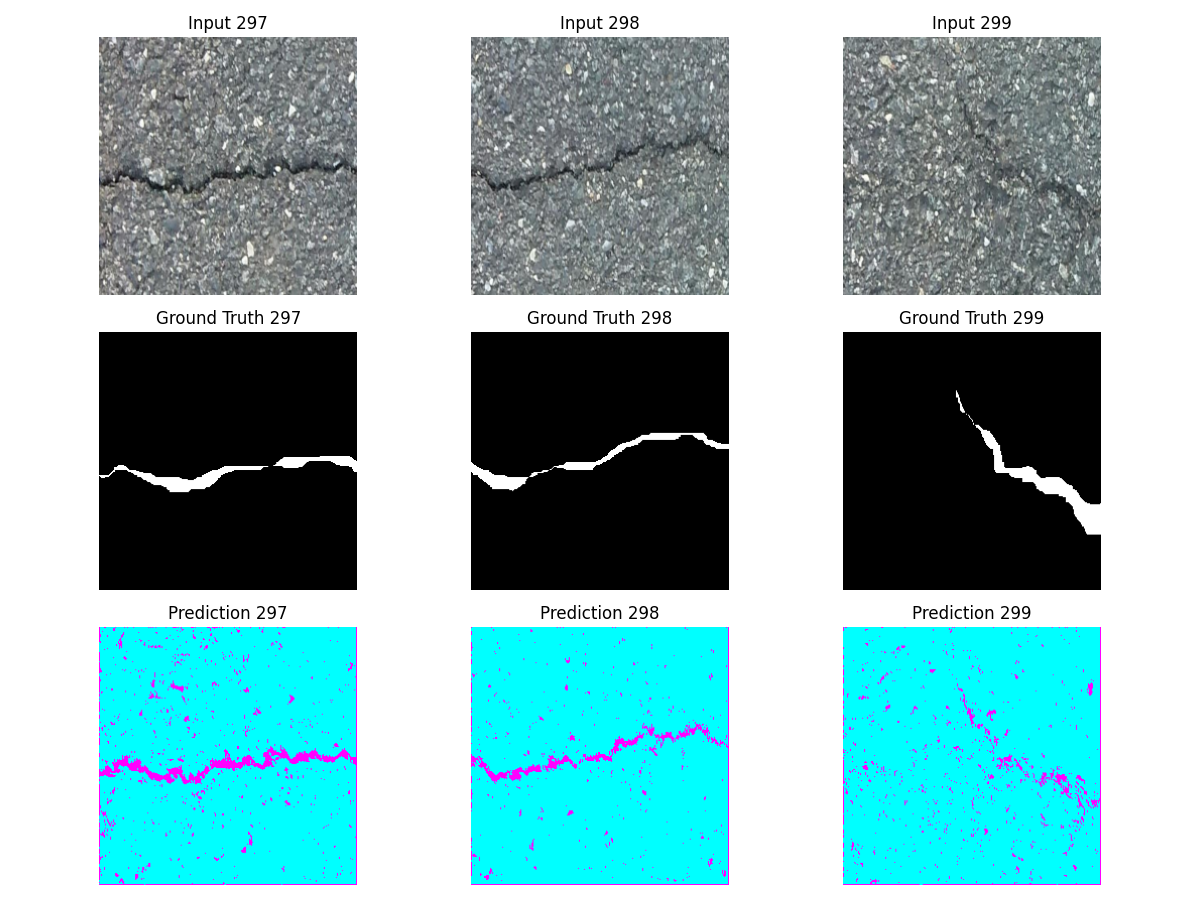 Input 297
Input 298
Input 299
Ground Truth 297
Ground Truth 298
Ground Truth 299
Prediction 297
Prediction 298
Prediction 299